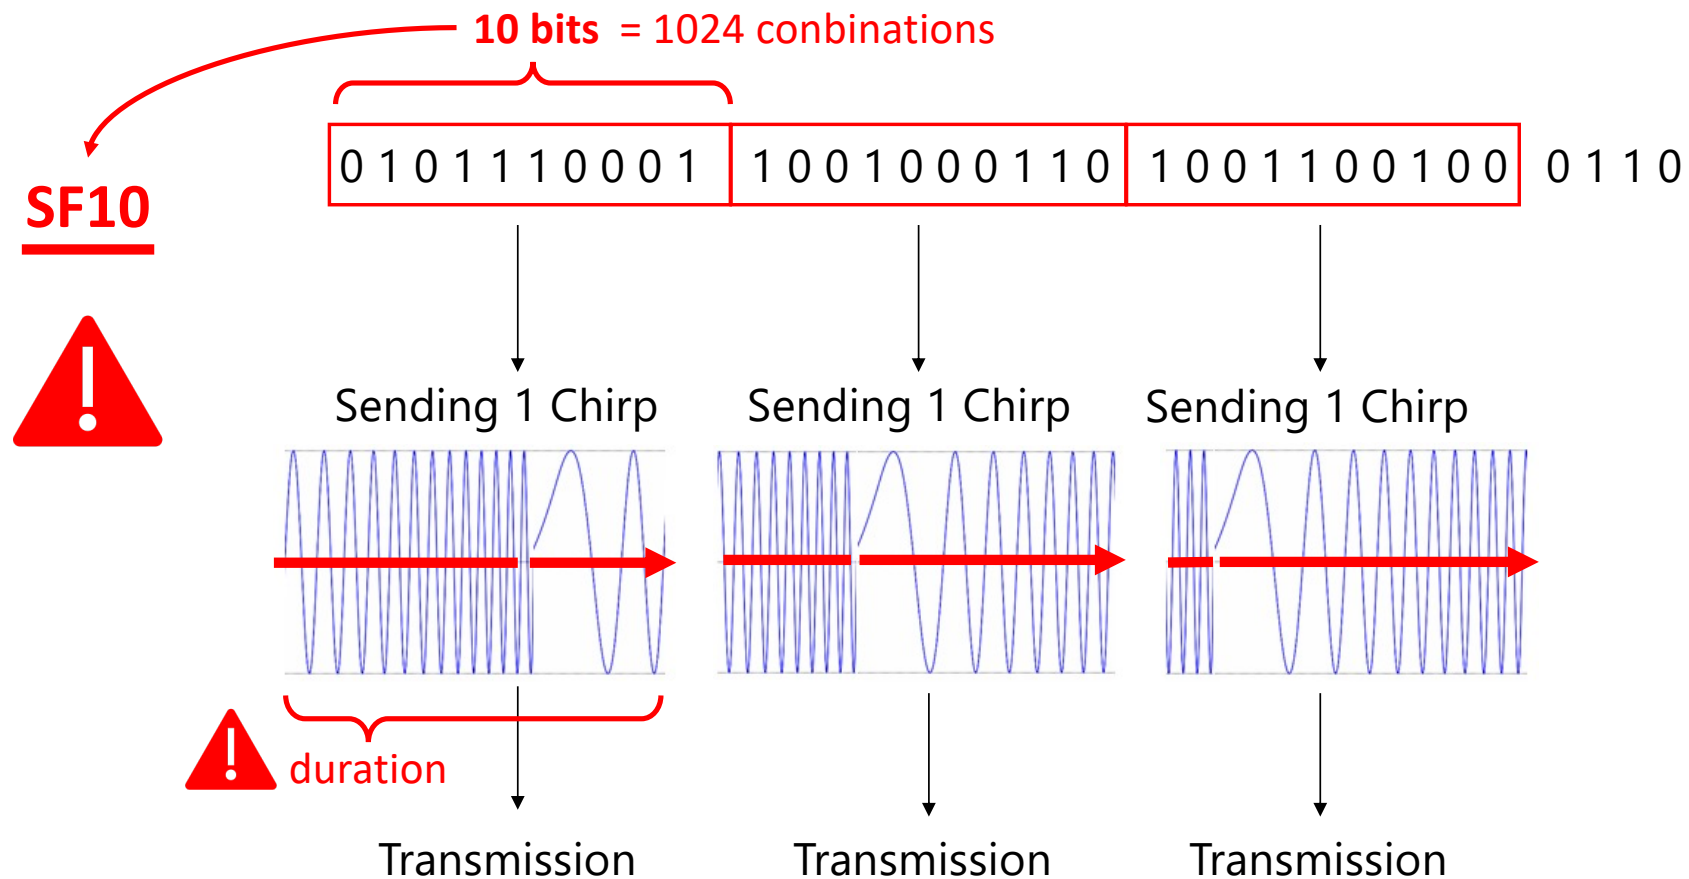 10 bits = 1024 conbinations
0 1 0 1 1 1 0 0 0 1 1 0 0 1 0 0 0 1 1 0 1 0 0 1 1 0 0 1 0 0 0 1 1 0
SF10
Sending 1 Chirp Sending 1 Chirp Sending 1 Chirp
duration
Transmission Transmission Transmission